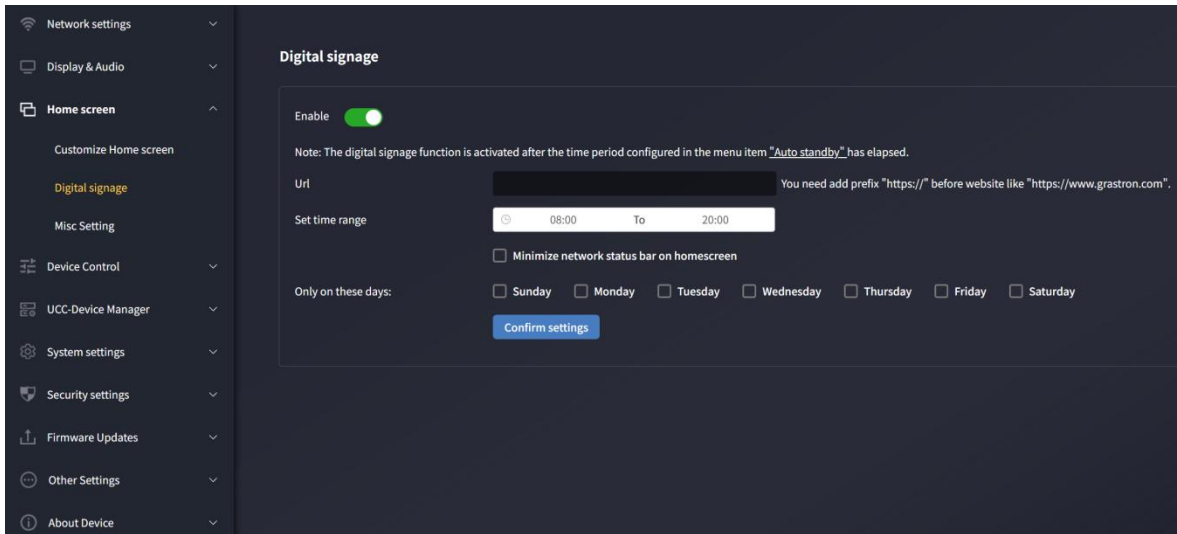 Network settings
Display & Audio
Home screen
Customize Home screen
Digital signage
Misc Setting
Device Control
UCC-Device Manager
System settings
Security settings
Firmware Updates
Other Settings
About Device
Digital signage
Enable
Note: The digital signage function is activated after the time period configured in the menu item "Auto standby" has elapsed.
Url You need add prefix "https://" before website like "https://www.grastron.com".
Set time range 08:00 To 20:00
Minimize network status bar on homescreen
Only on these days: Sunday Monday Tuesday Wednesday Thursday Friday Saturday
Confirm settings